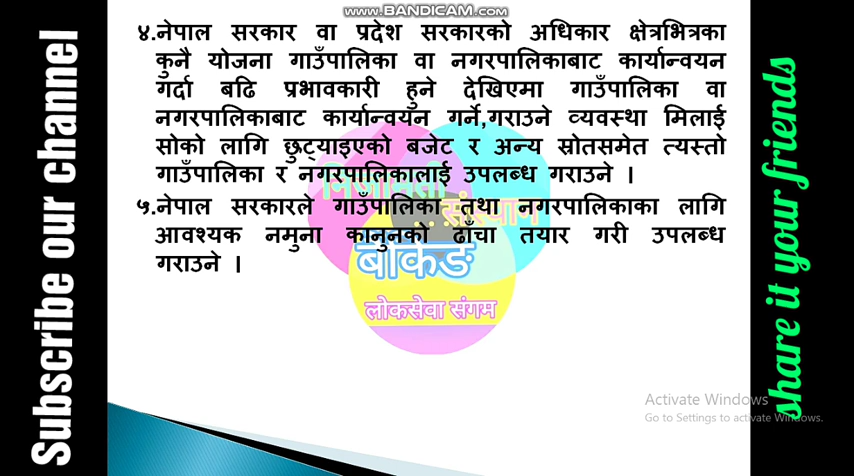 www.BANDICAM.com
Subscribe our channel
४.नेपाल सरकार वा प्रदेश सरकारको अधिकार क्षेत्रभित्रका
कुनै योजना गाउँपालिका वा नगरपालिकाबाट कार्यान्वयन
गर्दा बढि प्रभावकारी हुने देखिएमा गाउँपालिका वा
नगरपालिकाबाट कार्यान्वयन गर्ने,गराउने व्यवस्था मिलाई
सोको लागि छुट्याइएको बजेट र अन्य स्रोतसमेत त्यस्तो
गाउँपालिका र नगरपालिकालाई उपलब्ध गराउने ।
५.नेपाल सरकारले गाउँपालिका तथा नगरपालिकाका लागि
आवश्यक नमुना कानुनको ढाँचा तयार गरी उपलब्ध
गराउने ।
निजामती
संस्थान
बैंकिङ
लोकसेवा संगम
share it your friends
Activate Windows
Go to Settings to activate Windows.